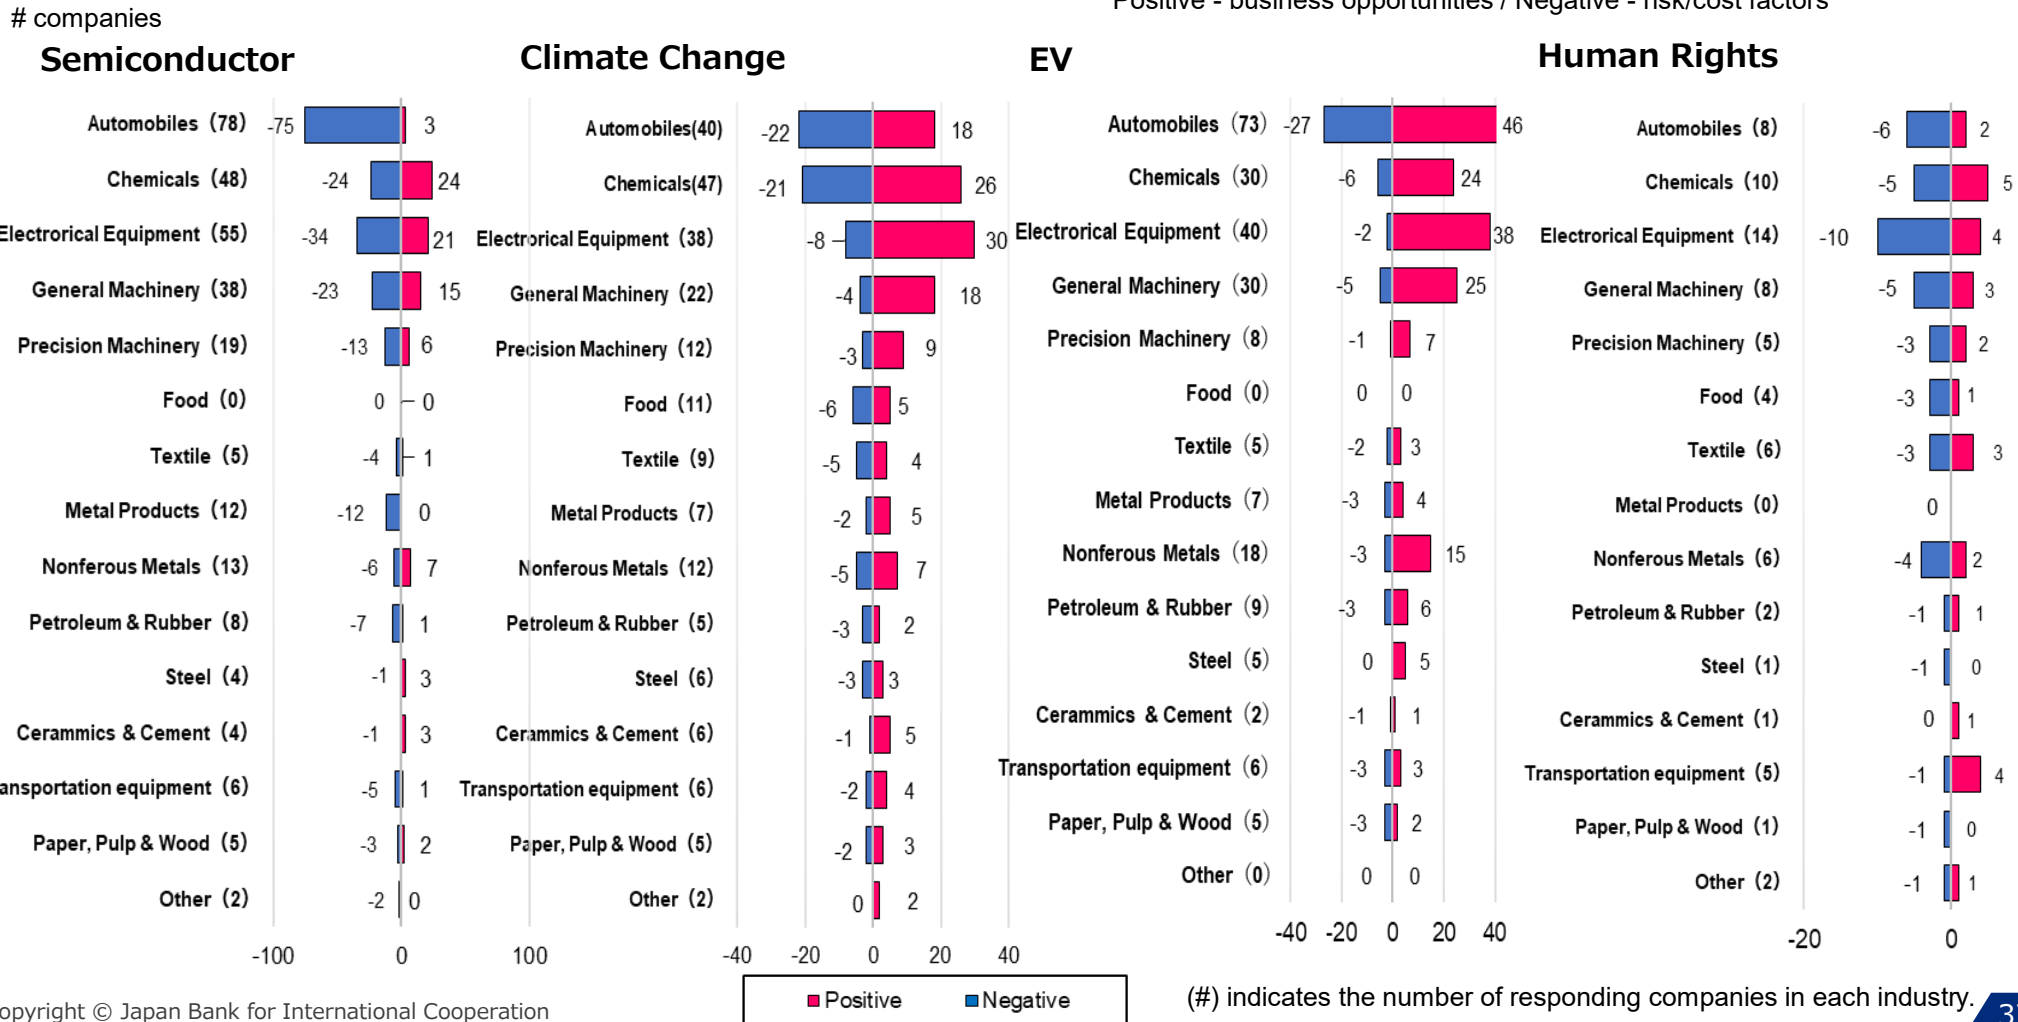 # companies
Positive - business opportunities / Negative - risk/cost factors
Semiconductor
Automobiles (78) -75 3
Chemicals (48) -24 24
Electrorical Equipment (55) -34 21
General Machinery (38) -23 15
Precision Machinery (19) -13 6
Food (0) 0 0
Textile (5) -4 1
Metal Products (12) -12 0
Nonferous Metals (13) -6 7
Petroleum & Rubber (8) -7 1
Steel (4) -1 3
Cerammics & Cement (4) -1 3
ansportation equipment (6) -5 1
Paper, Pulp & Wood (5) -3 2
Other (2) -2 0
-100 0 100
Climate Change
Automobiles(40) -22 18
Chemicals(47) -21 26
Electrorical Equipment (38) -8 30
General Machinery (22) -4 18
Precision Machinery (12) -3 9
Food (11) -6 5
Textile (9) -5 4
Metal Products (7) -2 5
Nonferous Metals (12) -5 7
Petroleum & Rubber (5) -3 2
Steel (6) -3 3
Cerammics & Cement (6) -1 5
Transportation equipment (6) -2 4
Paper, Pulp & Wood (5) -2 3
Other (2) 0 2
-40 -20 0 20 40
EV
Automobiles (73) -27 46
Chemicals (30) -6 24
Electrorical Equipment (40) -2 38
General Machinery (30) -5 25
Precision Machinery (8) -1 7
Food (0) 0 0
Textile (5) -2 3
Metal Products (7) -3 4
Nonferous Metals (18) -3 15
Petroleum & Rubber (9) -3 6
Steel (5) 0 5
Cerammics & Cement (2) -1 1
Transportation equipment (6) -3 3
Paper, Pulp & Wood (5) -3 2
Other (0) 0 0
-40 -20 0 20 40
Human Rights
Automobiles (8) -6 2
Chemicals (10) -5 5
Electrorical Equipment (14) -10 4
General Machinery (8) -5 3
Precision Machinery (5) -3 2
Food (4) -3 1
Textile (6) -3 3
Metal Products (0) 0
Nonferous Metals (6) -4 2
Petroleum & Rubber (2) -1 1
Steel (1) -1 0
Cerammics & Cement (1) 0 1
Transportation equipment (5) -1 4
Paper, Pulp & Wood (1) -1 0
Other (2) -1 1
-20 0
Positive Negative
(#) indicates the number of responding companies in each industry.
opyright © Japan Bank for International Cooperation